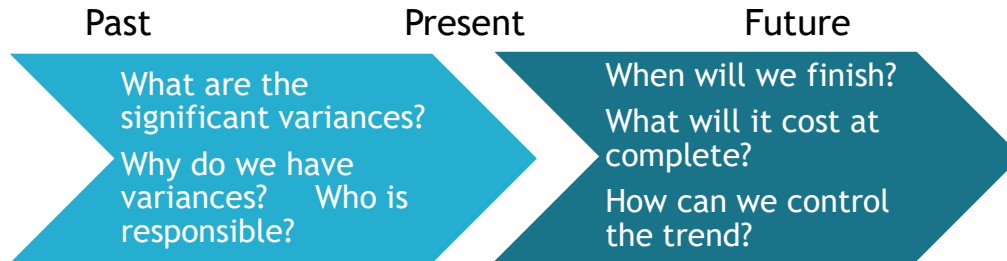 Past
Present
Future
What are the
significant variances?
Why do we have
variances? Who is
responsible?
When will we finish?
What will it cost at
complete?
How can we control
the trend?